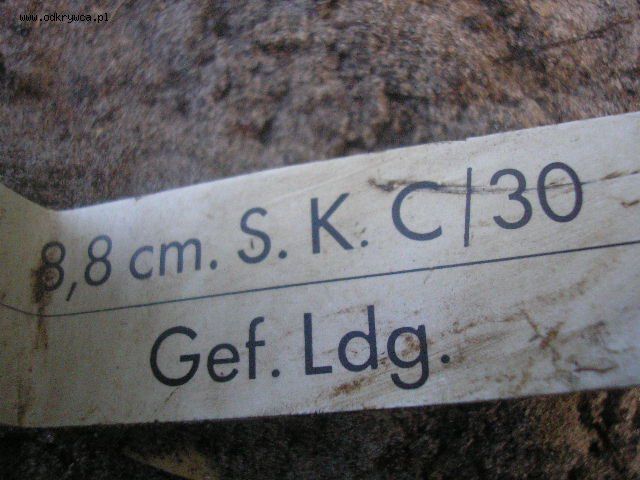 www.odkrywca.pl
8,8 cm. S. K. C/30
Gef. Ldg.